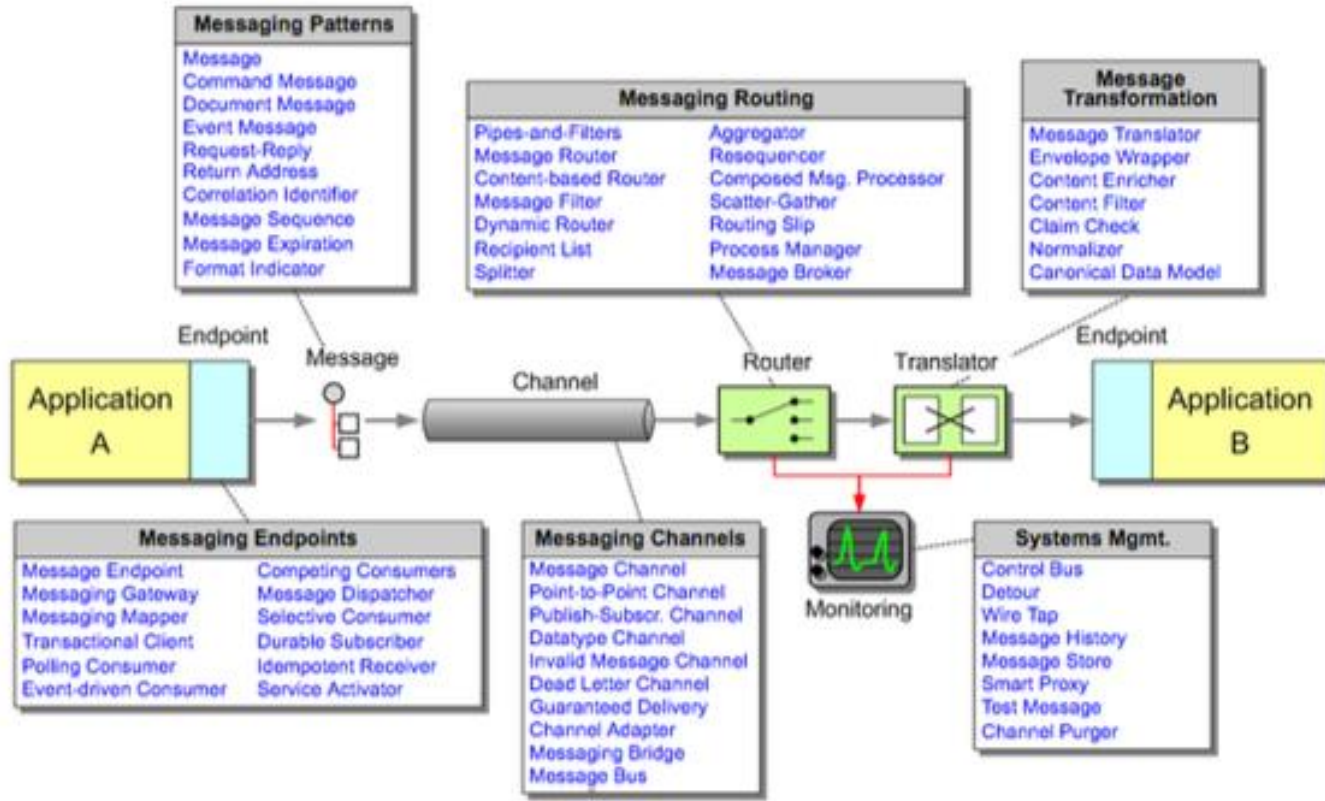 Messaging Patterns
Message
Command Message
Document Message
Event Message
Request-Reply
Return Address
Correlation Identifier
Message Sequence
Message Expiration
Format Indicator
Messaging Routing
Pipes-and-Filters
Message Router
Content-based Router
Message Filter
Dynamic Router
Recipient List
Splitter
Aggregator
Resequencer
Composed Msg. Processor
Scatter-Gather
Routing Slip
Process Manager
Message Broker
Message
Transformation
Message Translator
Envelope Wrapper
Content Enricher
Content Filter
Claim Check
Normalizer
Canonical Data Model
Endpoint
Message
Channel
Router
Translator
Endpoint
Application
A
Application
B
Messaging Endpoints
Message Endpoint
Messaging Gateway
Messaging Mapper
Transactional Client
Polling Consumer
Event-driven Consumer
Competing Consumers
Message Dispatcher
Selective Consumer
Durable Subscriber
Idempotent Receiver
Service Activator
Messaging Channels
Message Channel
Point-to-Point Channel
Publish-Subscr. Channel
Datatype Channel
Invalid Message Channel
Dead Letter Channel
Guaranteed Delivery
Channel Adapter
Messaging Bridge
Message Bus
Monitoring
Systems Mgmt.
Control Bus
Detour
Wire Tap
Message History
Message Store
Smart Proxy
Test Message
Channel Purger